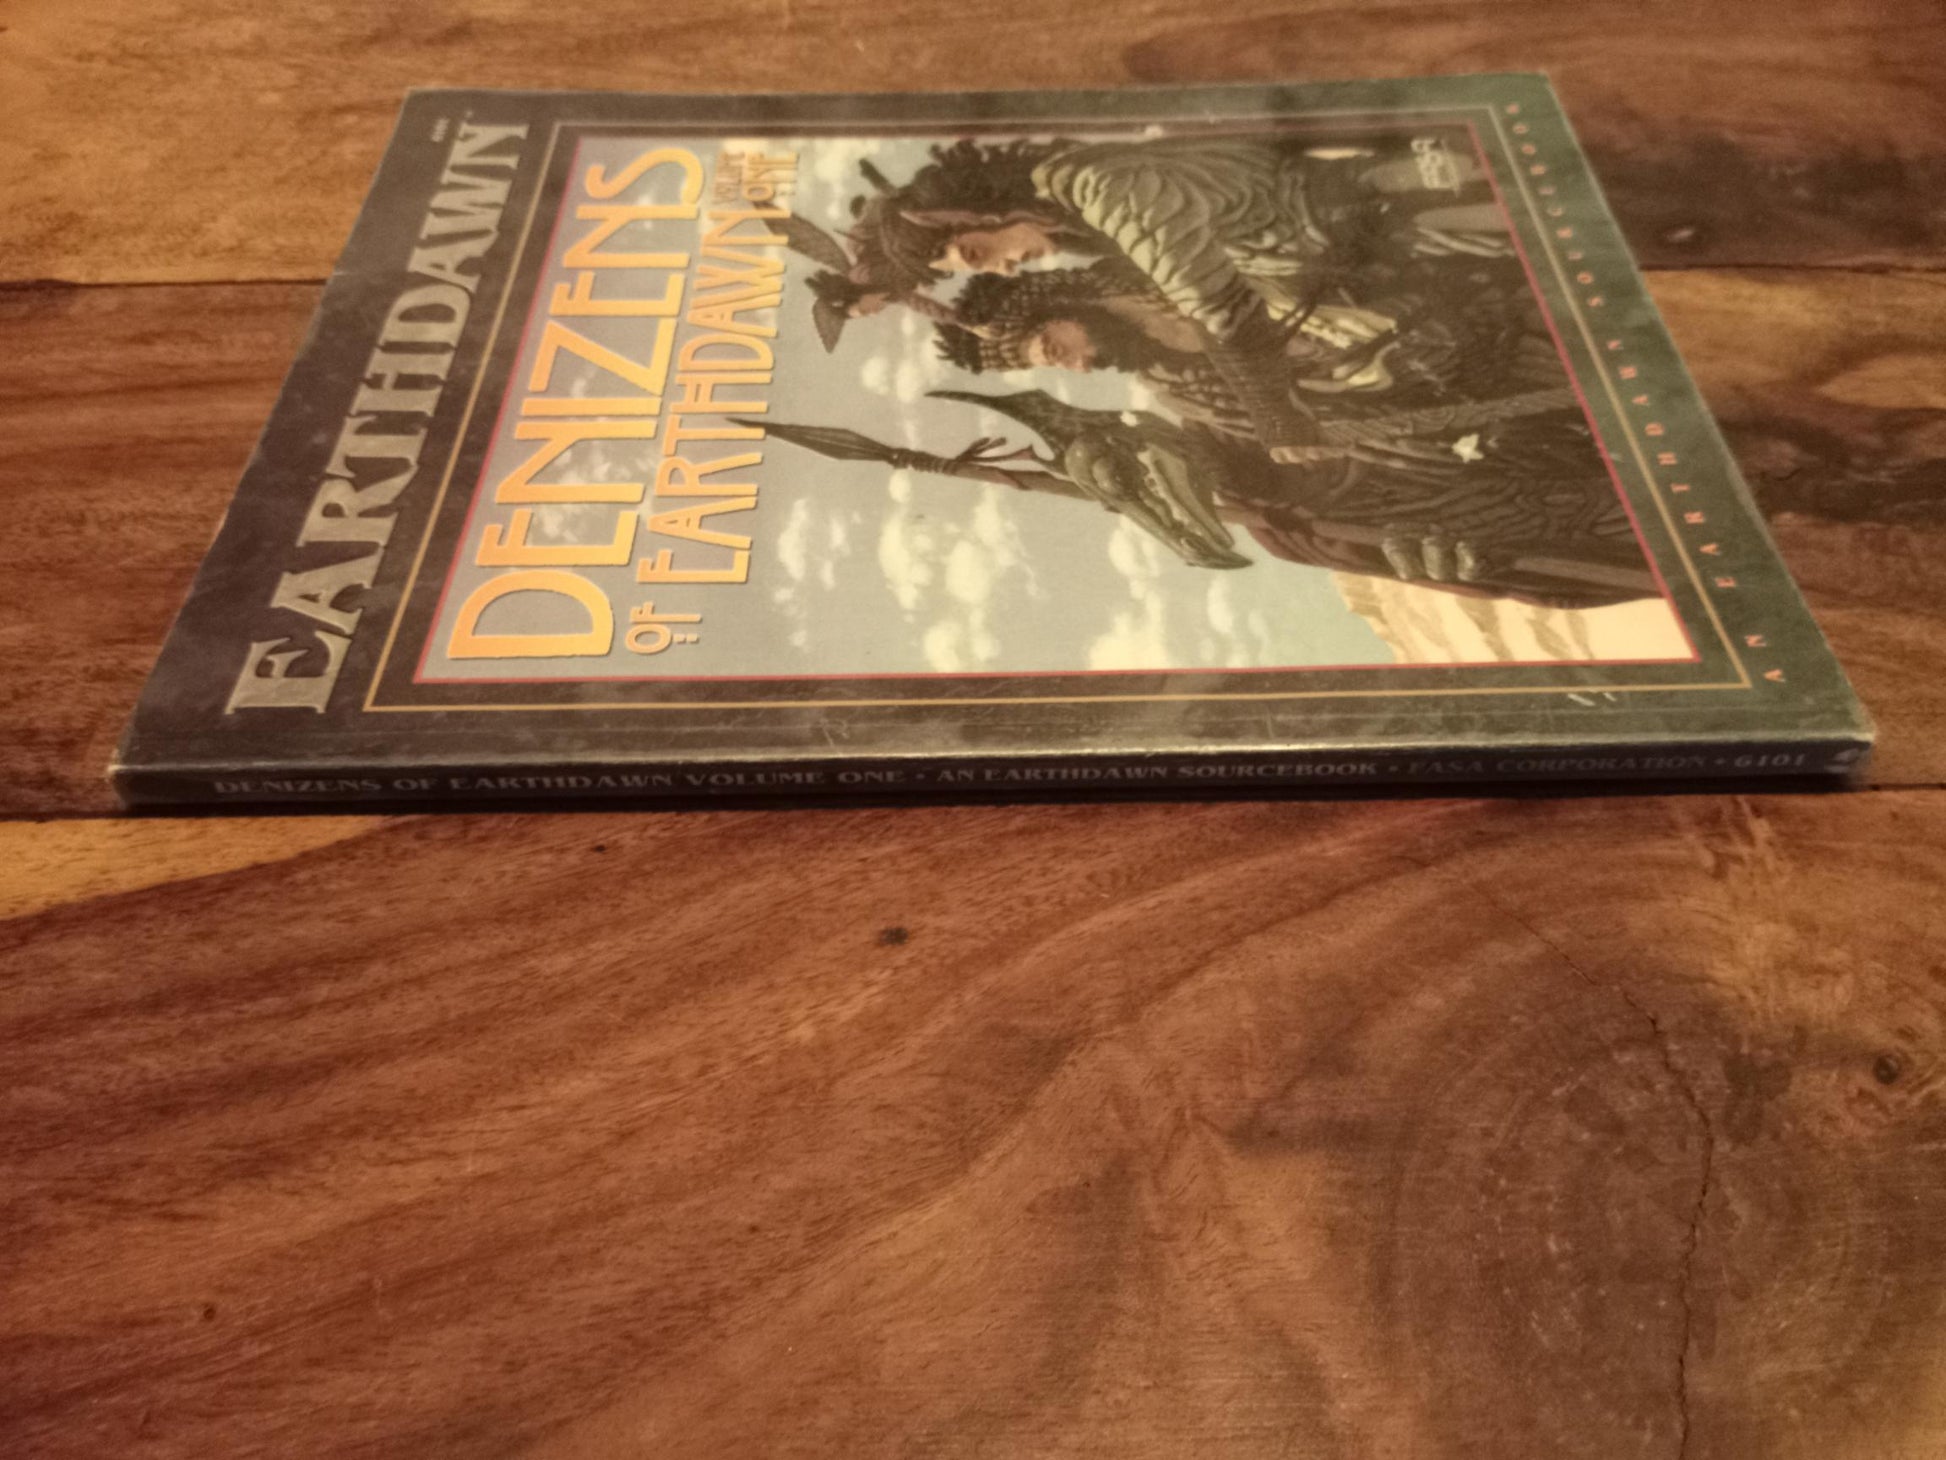 EARTHDAWN
DENIZENS
OF EARTHDAWN
VOLUME
ONE
FASA
AN EARTHDAWN SOURCEBOOK
DENIZENS OF EARTHDAWN VOLUME ONE • AN EARTHDAWN SOURCEBOOK • FASA CORPORATION • 6101